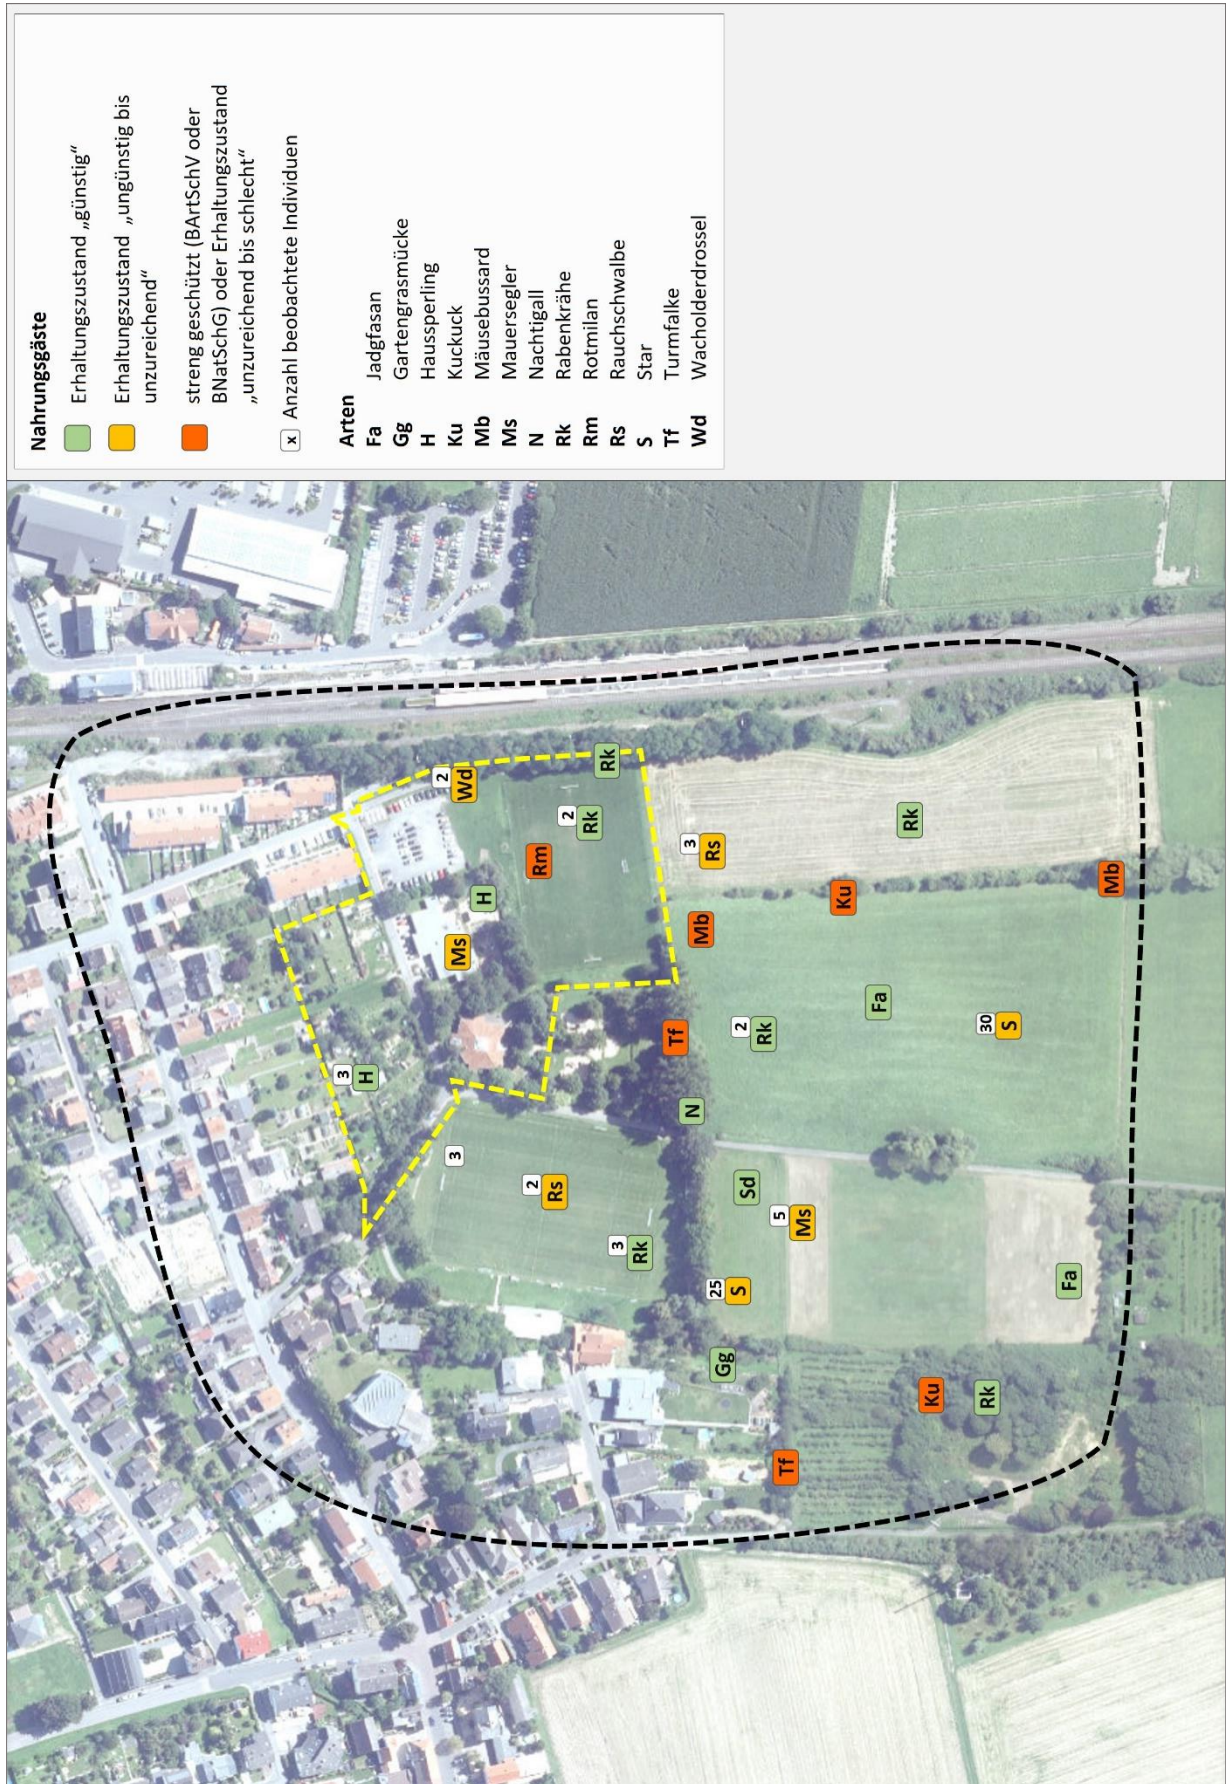 Nahrungsgäste
Erhaltungszustand „günstig“
Erhaltungszustand „ungünstig bis
unzureichend“
streng geschützt (BArtSchV oder
BNatSchG) oder Erhaltungszustand
„unzureichend bis schlecht“
x Anzahl beobachtete Individuen
Arten
Fa Jadgfasan
Gg Gartengrasmücke
H Haussperling
Ku Kuckuck
Mb Mäusebussard
Ms Mauersegler
N Nachtigall
Rk Rabenkrähe
Rm Rotmilan
Rs Rauchschwalbe
S Star
Tf Turmfalke
Wd Wacholderdrossel
3
H
2
Wd
3
Ms
H
2
Rs
Rm
2
Rk
Rk
3
Rk
Tf
N
3
Rs
Mb
25
S
Gg
2
Rk
Sd
5
Ms
Tf
Ku
Fa
Rk
Ku
30
S
Rk
Fa
Mb